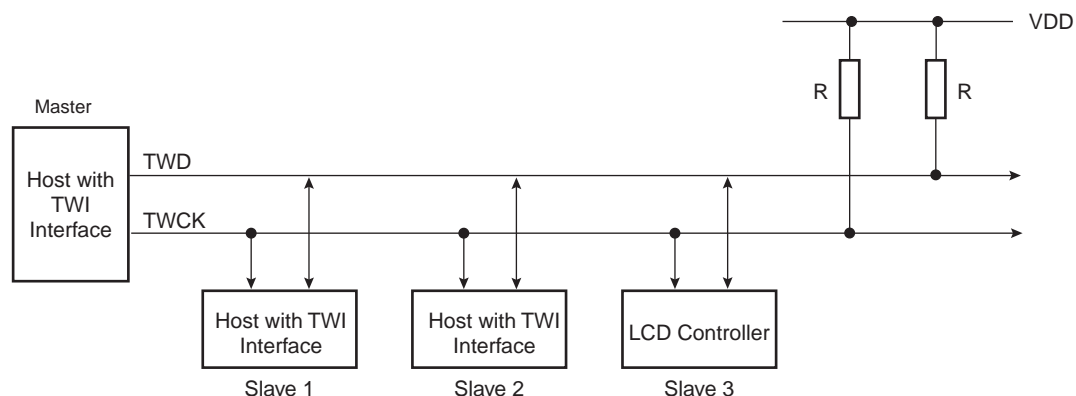 VDD
R
R
Master
Host with
TWI
Interface
TWD
TWCK
Host with TWI
Interface
Slave 1
Host with TWI
Interface
Slave 2
LCD Controller
Slave 3